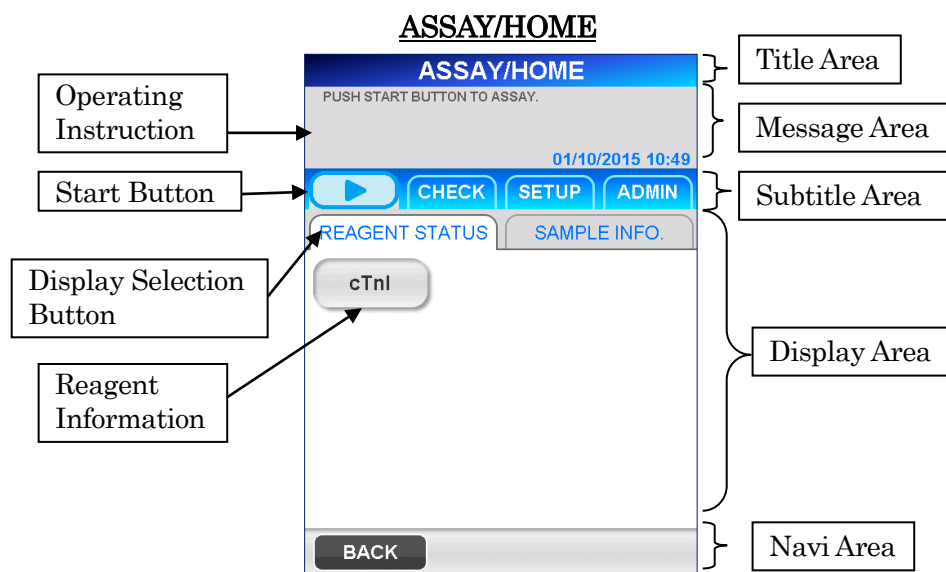 ASSAY/HOME
ASSAY/HOME
Title Area
PUSH START BUTTON TO ASSAY.
Operating
Instruction
Message Area
01/10/2015 10:49
Start Button
CHECK
SETUP
ADMIN
Subtitle Area
REAGENT STATUS
SAMPLE INFO.
Display Selection
Button
cTnI
Display Area
Reagent
Information
BACK
Navi Area